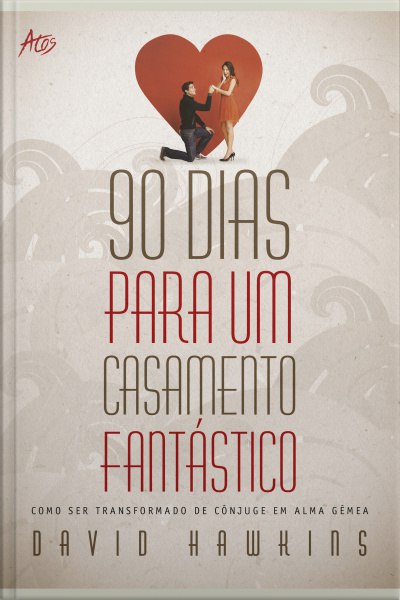 Atos
90 DIAS
PARA UM
CASAMENTO
FANTÁSTICO
COMO SER TRANSFORMADO DE CÔNJUGE EM ALMA GÊMEA
DAVID HAWKINS